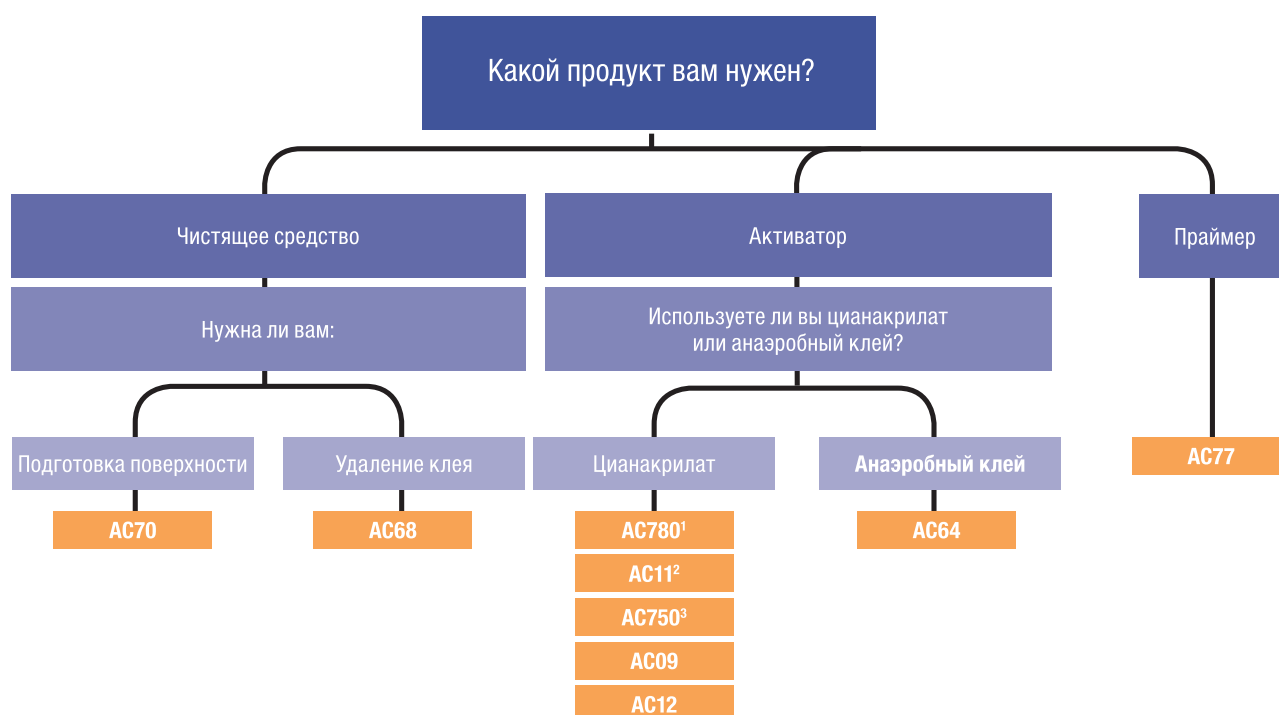 Какой продукт вам нужен?
Чистящее средство
Активатор
Праймер
Нужна ли вам:
Используете ли вы цианакрилат
или анаэробный клей?
Подготовка поверхности
Удаление клея
Цианакрилат
Анаэробный клей
AC77
AC70
AC68
AC780¹
AC64
AC11²
AC750³
AC09
AC12